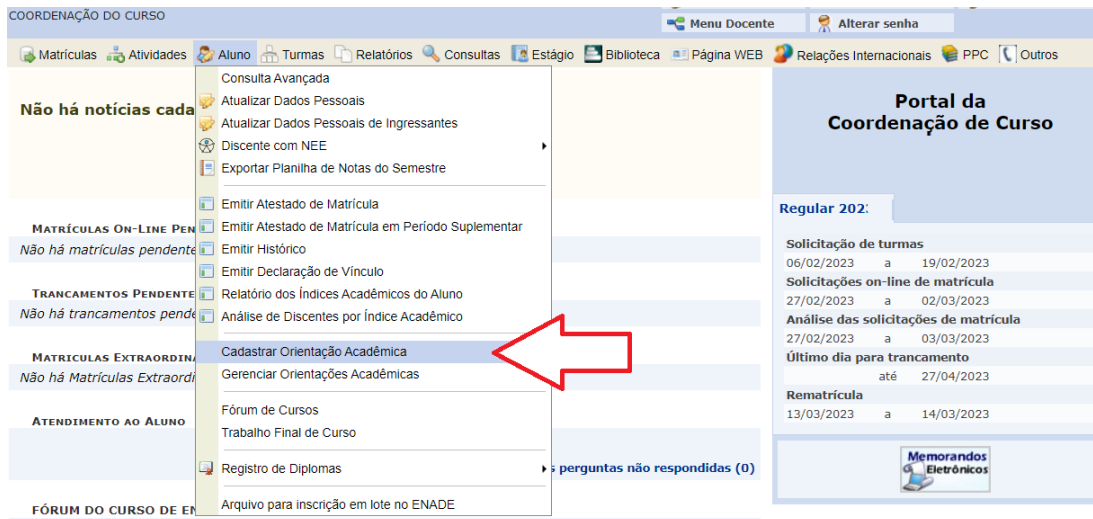 COORDENAÇÃO DO CURSO
Menu Docente
Alterar senha
Matrículas
Atividades
Aluno
Turmas
Relatórios
Consultas
Estágio
Biblioteca
Página WEB
Relações Internacionais
PPC
Outros
Não há notícias cada
Consulta Avançada
Atualizar Dados Pessoais
Atualizar Dados Pessoais de Ingressantes
Discente com NEE
Exportar Planilha de Notas do Semestre
Emitir Atestado de Matrícula
Emitir Atestado de Matrícula em Período Suplementar
Emitir Histórico
Emitir Declaração de Vínculo
Relatório dos Índices Acadêmicos do Aluno
Análise de Discentes por Índice Acadêmico
Cadastrar Orientação Acadêmica
Gerenciar Orientações Acadêmicas
Fórum de Cursos
Trabalho Final de Curso
Registro de Diplomas
Arquivo para inscrição em lote no ENADE
MATRÍCULAS ON-LINE PEN
Não há matrículas pendente
TRANCAMENTOS PENDENTE
Não há trancamentos pende
MATRICULAS EXTRAORDIN
Não há Matrículas Extraordi
ATENDIMENTO AO ALUNO
s perguntas não respondidas (0)
FÓRUM DO CURSO DE EN
Portal da
Coordenação de Curso
Regular 202
Solicitação de turmas
06/02/2023 a 19/02/2023
Solicitações on-line de matrícula
27/02/2023 a 02/03/2023
Análise das solicitações de matrícula
27/02/2023 a 03/03/2023
Último dia para trancamento
até 27/04/2023
Rematrícula
13/03/2023 a 14/03/2023
Memorandos
Eletrônicos